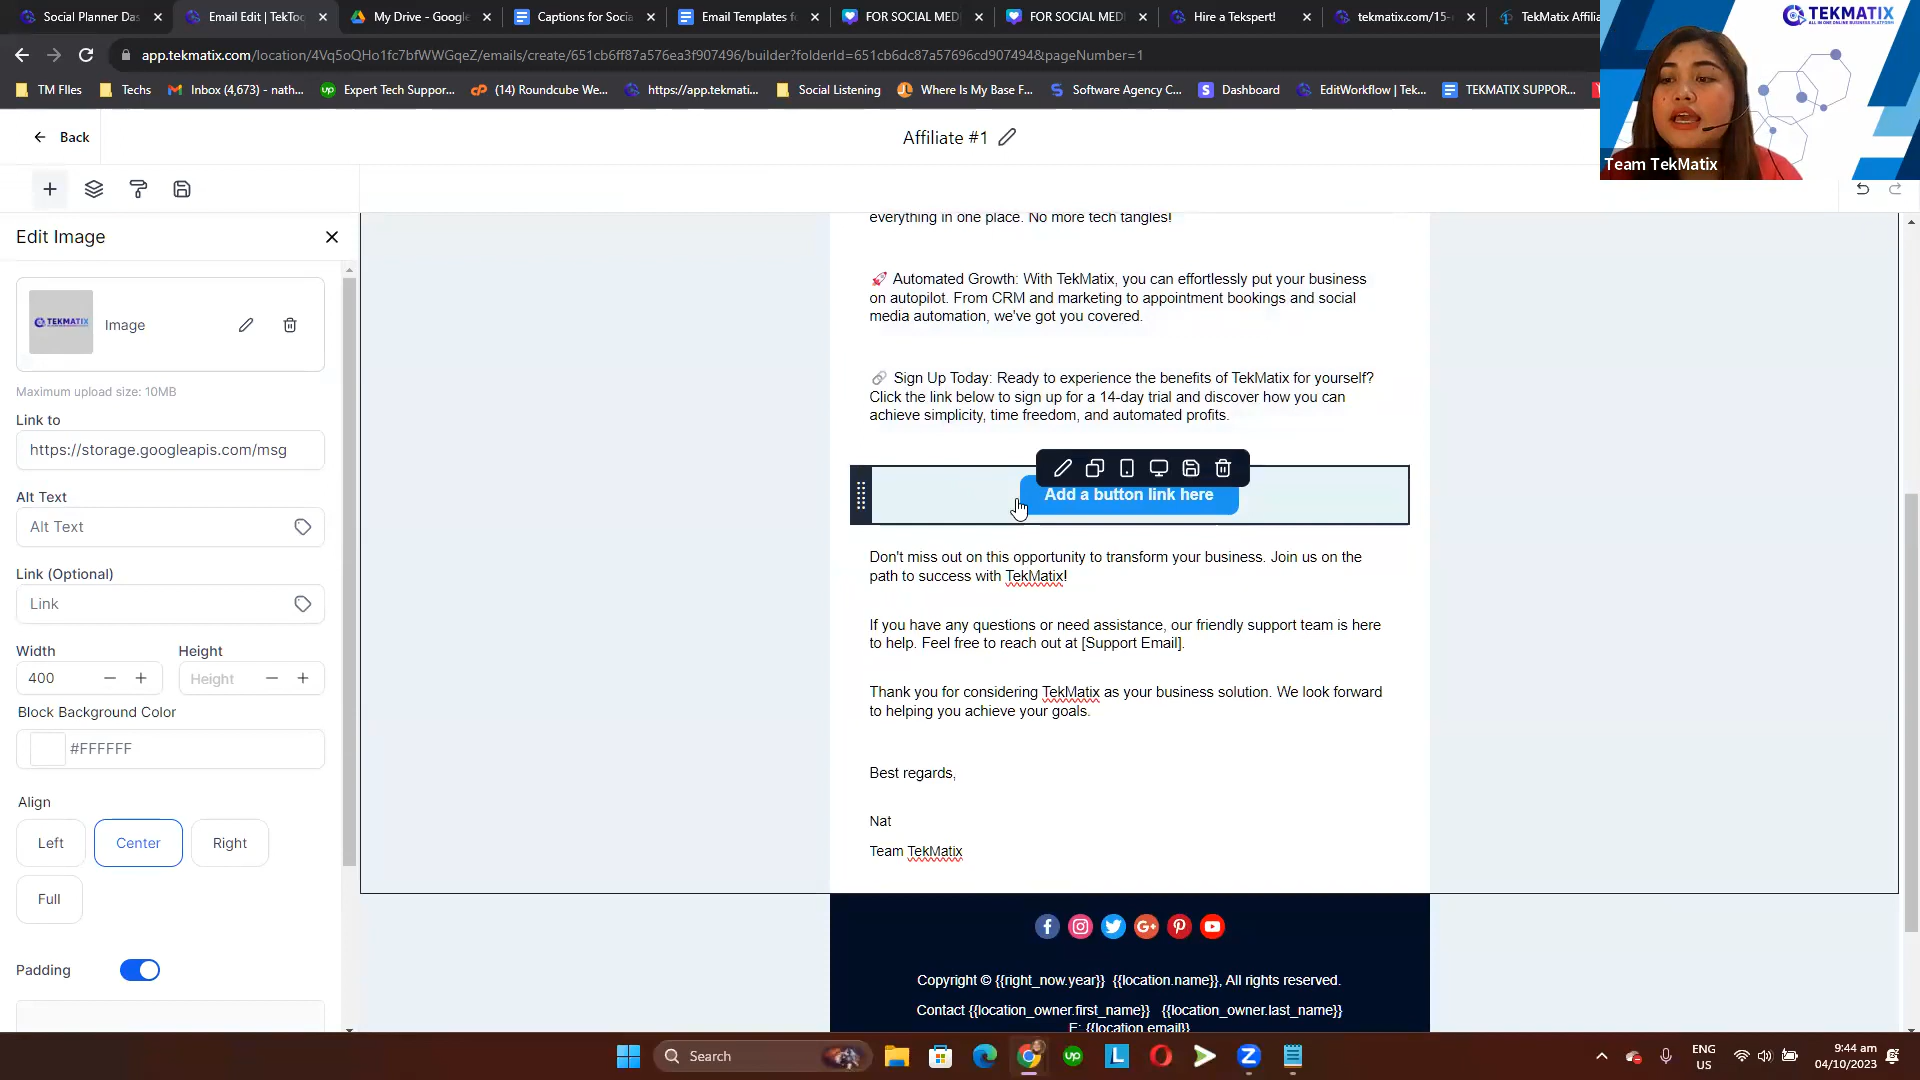 Social Planner Das
Email Edit | TekToo
My Drive - Google
Captions for Socia
Email Templates fo
FOR SOCIAL MEDI
FOR SOCIAL MEDI
Hire a Tekspert!
tekmatix.com/15-
TekMatix Affilia
app.tekmatix.com/location/4Vq5oQHo1fc7bfWWGqeZ/emails/create/651cb6ff87a576ea3f907496/builder?folderId=651cb6dc87a57696cd907494&pageNumber=1
TM FIles
Techs
Inbox (4,673) - nath...
Expert Tech Suppor...
(14) Roundcube We...
https://app.tekmati...
Social Listening
Where Is My Base F...
Software Agency C...
Dashboard
EditWorkflow | Tek...
TEKMATIX SUPPOR...
TEKMATIX
ALL IN ONE ONLINE BUSINESS PLATFORM
Team TekMatix
Back
Affiliate #1
Edit Image
TEKMATIX
Image
Maximum upload size: 10MB
Link to
https://storage.googleapis.com/msg
Alt Text
Alt Text
Link (Optional)
Link
Width
Height
400
Height
Block Background Color
#FFFFFF
Align
Left
Center
Right
Full
Padding
everything in one place. No more tech tangles!
🚀 Automated Growth: With TekMatix, you can effortlessly put your business
on autopilot. From CRM and marketing to appointment bookings and social
media automation, we've got you covered.
🔗 Sign Up Today: Ready to experience the benefits of TekMatix for yourself?
Click the link below to sign up for a 14-day trial and discover how you can
achieve simplicity, time freedom, and automated profits.
Add a button link here
Don't miss out on this opportunity to transform your business. Join us on the
path to success with TekMatix!
If you have any questions or need assistance, our friendly support team is here
to help. Feel free to reach out at [Support Email].
Thank you for considering TekMatix as your business solution. We look forward
to helping you achieve your goals.
Best regards,
Nat
Team TekMatix
Copyright © {{right_now.year}} {{location.name}}, All rights reserved.
Contact {{location_owner.first_name}} {{location_owner.last_name}}
E: {{location.email}}
Search
ENG
US
9:44 am
04/10/2023